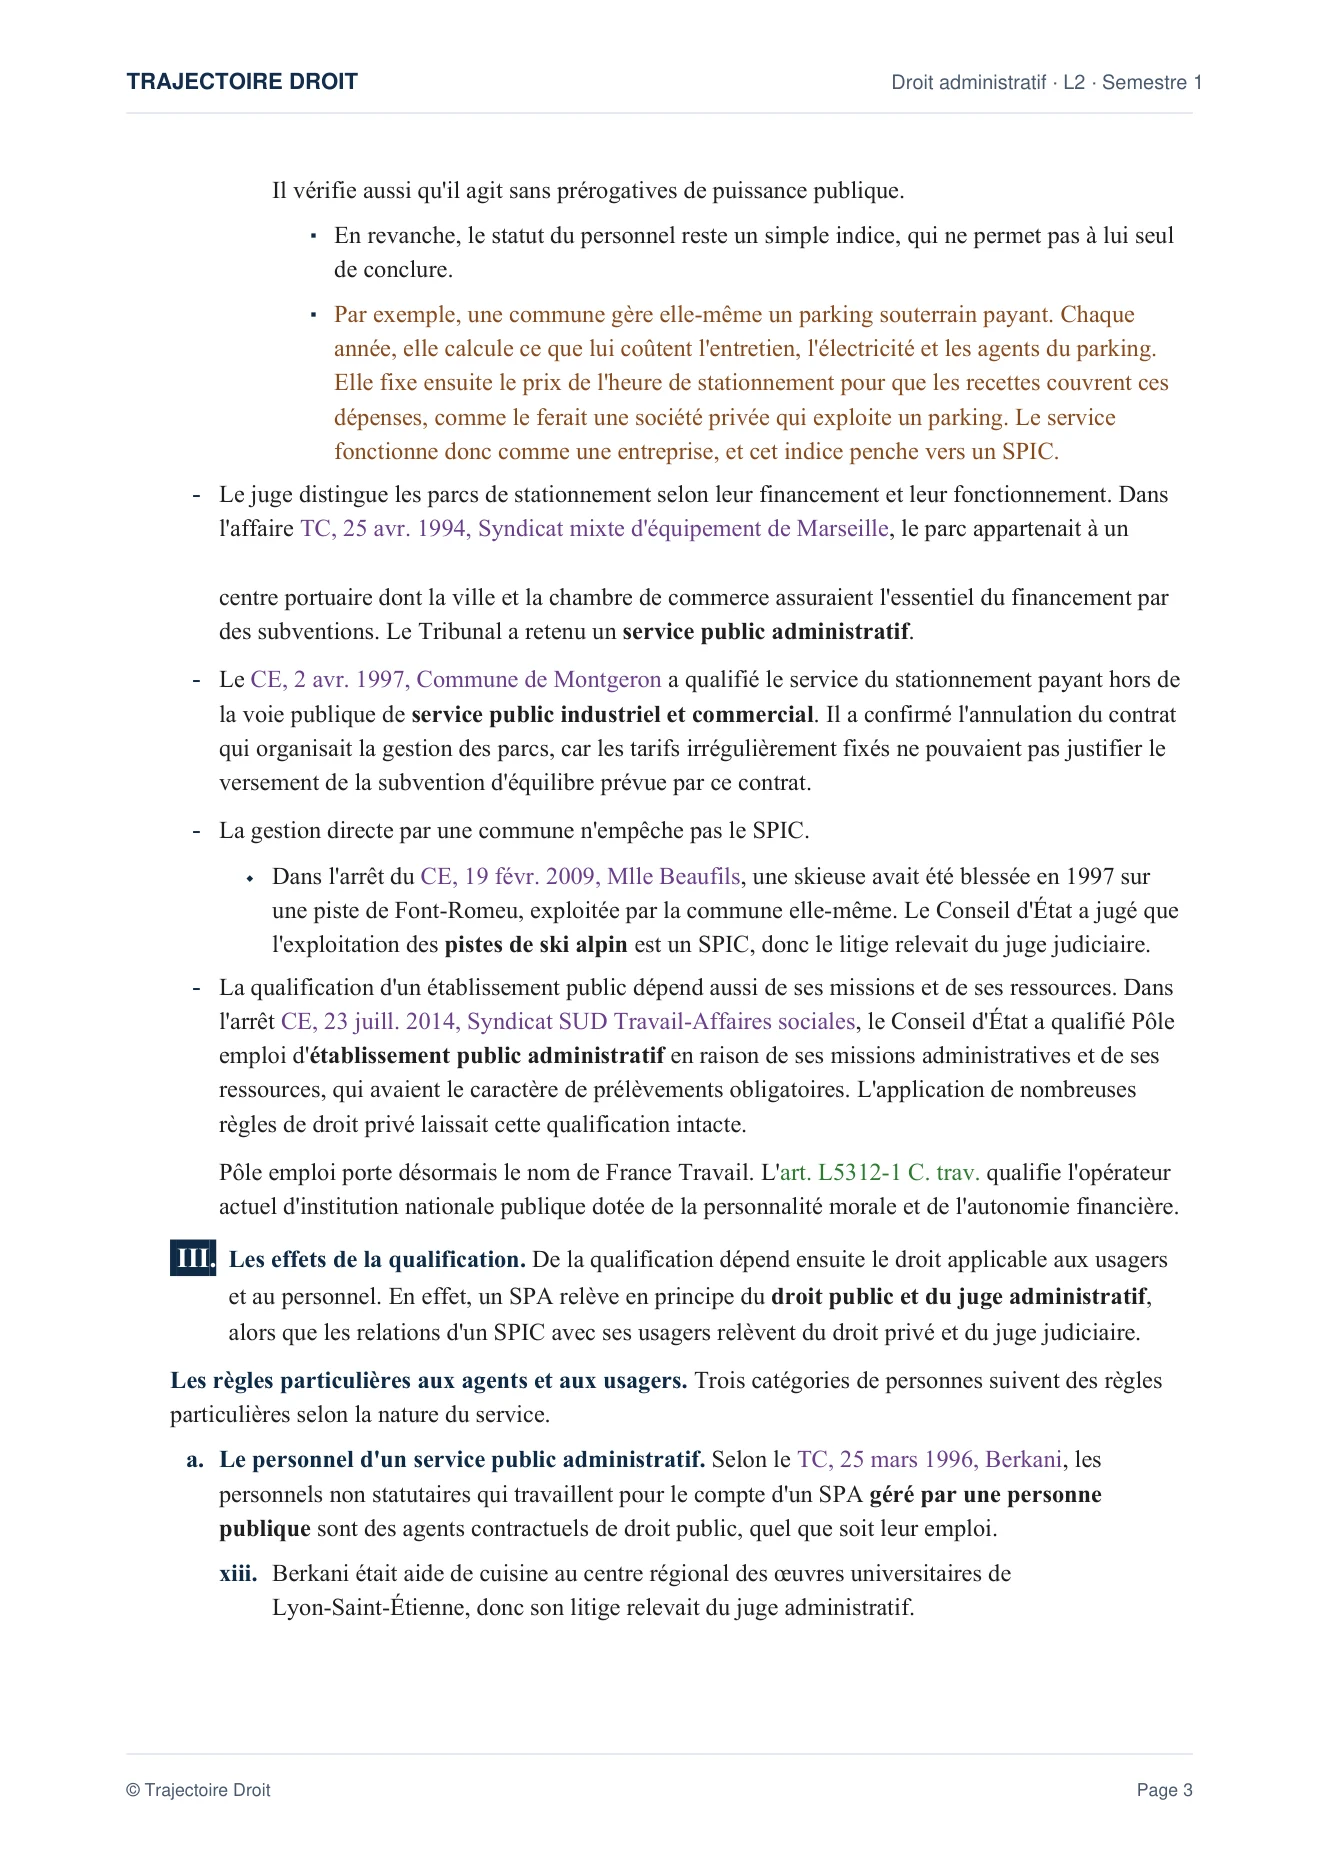 TRAJECTOIRE DROIT
Droit administratif · L2 · Semestre 1
Il vérifie aussi qu'il agit sans prérogatives de puissance publique.
▪ En revanche, le statut du personnel reste un simple indice, qui ne permet pas à lui seul
de conclure.
▪ Par exemple, une commune gère elle-même un parking souterrain payant. Chaque
année, elle calcule ce que lui coûtent l'entretien, l'électricité et les agents du parking.
Elle fixe ensuite le prix de l'heure de stationnement pour que les recettes couvrent ces
dépenses, comme le ferait une société privée qui exploite un parking. Le service
fonctionne donc comme une entreprise, et cet indice penche vers un SPIC.
- Le juge distingue les parcs de stationnement selon leur financement et leur fonctionnement. Dans
l'affaire TC, 25 avr. 1994, Syndicat mixte d'équipement de Marseille, le parc appartenait à un
centre portuaire dont la ville et la chambre de commerce assuraient l'essentiel du financement par
des subventions. Le Tribunal a retenu un service public administratif.
- Le CE, 2 avr. 1997, Commune de Montgeron a qualifié le service du stationnement payant hors de
la voie publique de service public industriel et commercial. Il a confirmé l'annulation du contrat
qui organisait la gestion des parcs, car les tarifs irrégulièrement fixés ne pouvaient pas justifier le
versement de la subvention d'équilibre prévue par ce contrat.
- La gestion directe par une commune n'empêche pas le SPIC.
⬩ Dans l'arrêt du CE, 19 févr. 2009, Mlle Beaufils, une skieuse avait été blessée en 1997 sur
une piste de Font-Romeu, exploitée par la commune elle-même. Le Conseil d'État a jugé que
l'exploitation des pistes de ski alpin est un SPIC, donc le litige relevait du juge judiciaire.
- La qualification d'un établissement public dépend aussi de ses missions et de ses ressources. Dans
l'arrêt CE, 23 juill. 2014, Syndicat SUD Travail-Affaires sociales, le Conseil d'État a qualifié Pôle
emploi d'établissement public administratif en raison de ses missions administratives et de ses
ressources, qui avaient le caractère de prélèvements obligatoires. L'application de nombreuses
règles de droit privé laissait cette qualification intacte.
Pôle emploi porte désormais le nom de France Travail. L'art. L5312-1 C. trav. qualifie l'opérateur
actuel d'institution nationale publique dotée de la personnalité morale et de l'autonomie financière.
III. Les effets de la qualification. De la qualification dépend ensuite le droit applicable aux usagers
et au personnel. En effet, un SPA relève en principe du droit public et du juge administratif,
alors que les relations d'un SPIC avec ses usagers relèvent du droit privé et du juge judiciaire.
Les règles particulières aux agents et aux usagers. Trois catégories de personnes suivent des règles
particulières selon la nature du service.
a. Le personnel d'un service public administratif. Selon le TC, 25 mars 1996, Berkani, les
personnels non statutaires qui travaillent pour le compte d'un SPA géré par une personne
publique sont des agents contractuels de droit public, quel que soit leur emploi.
xiii. Berkani était aide de cuisine au centre régional des œuvres universitaires de
Lyon-Saint-Étienne, donc son litige relevait du juge administratif.
© Trajectoire Droit
Page 3